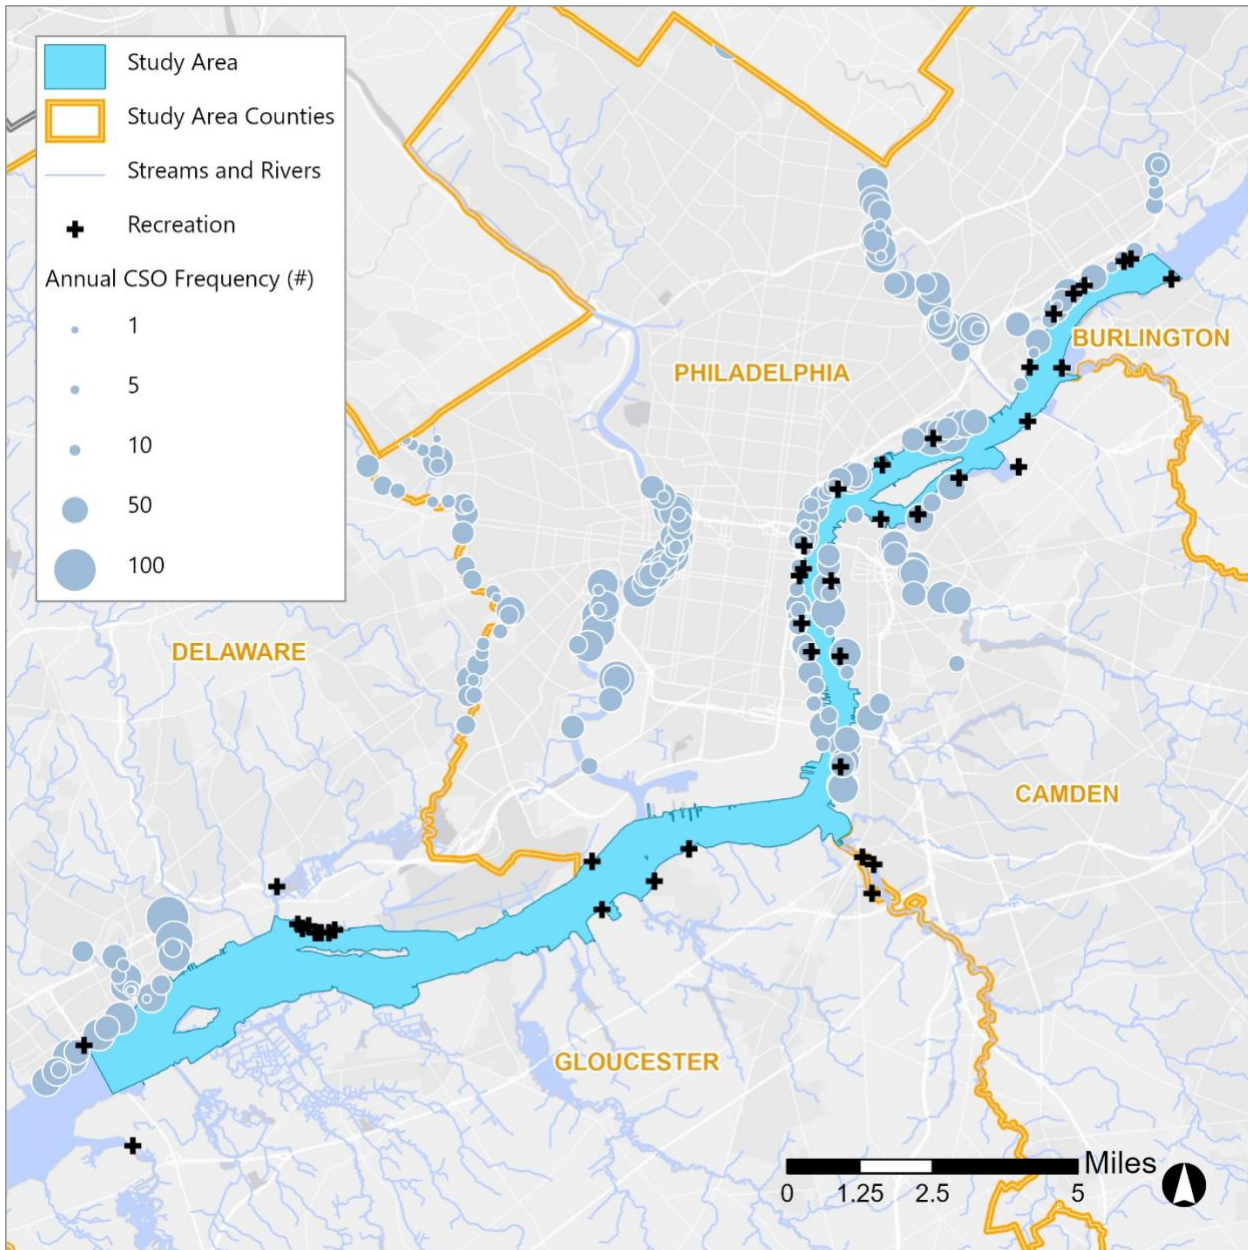 Study Area
Study Area Counties
Streams and Rivers
Recreation
Annual CSO Frequency (#)
1
5
10
50
100
BURLINGTON
PHILADELPHIA
DELAWARE
CAMDEN
GLOUCESTER
Miles
0 1.25 2.5 5